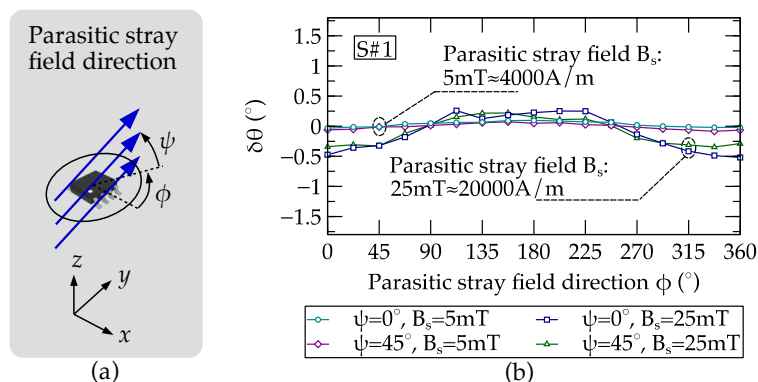 Parasitic stray
field direction
ψ
ϕ
z
y
x
(a)
S#1
Parasitic stray field Bs:
5mT≈4000A/m
Parasitic stray field Bs:
25mT≈20000A/m
δθ (°)
1.5
1
0.5
0
−0.5
−1
−1.5
0 45 90 135 180 225 270 315 360
Parasitic stray field direction ϕ (°)
ψ=0°, Bs=5mT
ψ=0°, Bs=25mT
ψ=45°, Bs=5mT
ψ=45°, Bs=25mT
(b)